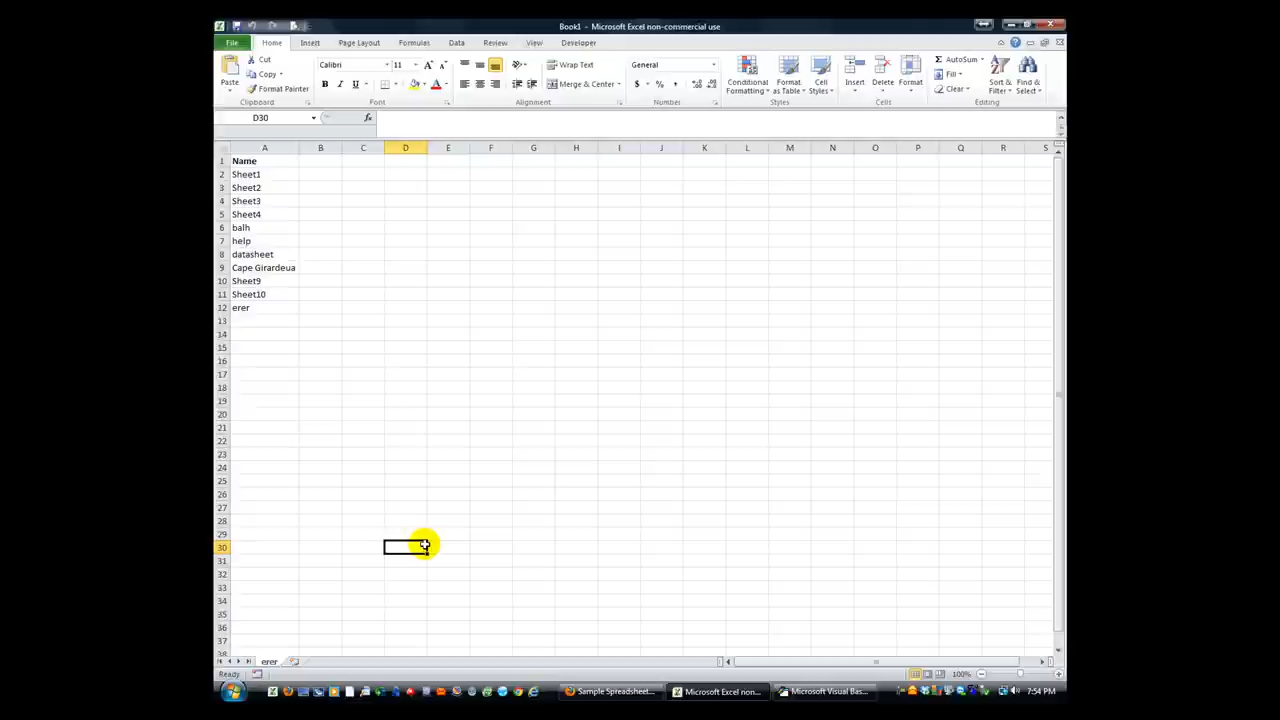 Book1 - Microsoft Excel non-commercial use
File Home Insert Page Layout Formulas Data Review View Developer
Paste
Cut
Copy
Format Painter
Clipboard
Calibri 11
B I U
Font
Wrap Text
Merge & Center
Alignment
General
$ % ,
Number
Conditional Formatting
Format as Table
Cell Styles
Styles
Insert Delete Format
Cells
AutoSum
Fill
Clear
Sort & Filter
Find & Select
Editing
D30 fx
A B C D E F G H I J K L M N O P Q R S
1 Name
2 Sheet1
3 Sheet2
4 Sheet3
5 Sheet4
6 balh
7 help
8 datasheet
9 Cape Girardeua
10 Sheet9
11 Sheet10
12 erer
13
14
15
16
17
18
19
20
21
22
23
24
25
26
27
28
29
30
31
32
33
34
35
36
37
38
erer
Ready 100%
Sample Spreadsheet... Microsoft Excel non... Microsoft Visual Bas... 7:54 PM